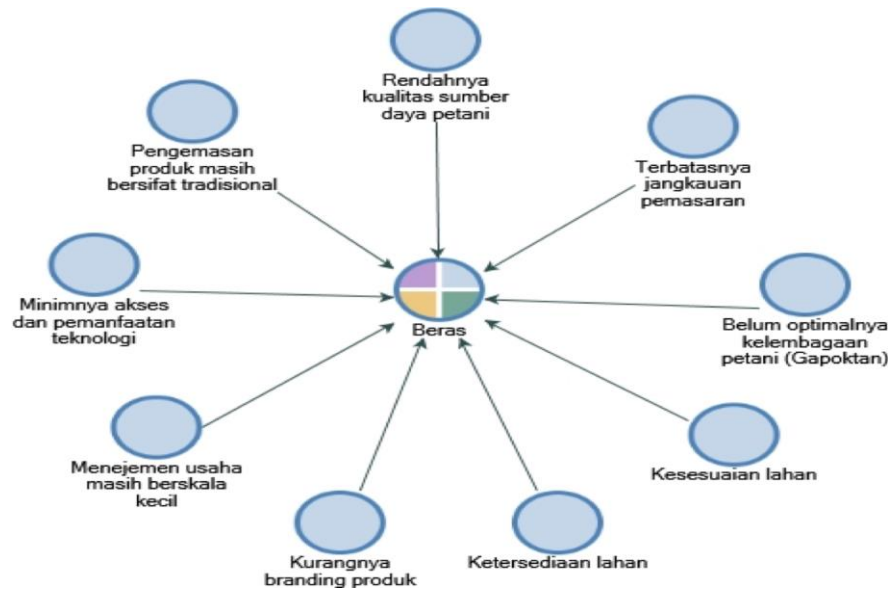 Rendahnya
kualitas sumber
daya petani
Pengemasan
produk masih
bersifat tradisional
Terbatasnya
jangkauan
pemasaran
Minimnya akses
dan pemanfaatan
teknologi
Beras
Belum optimalnya
kelembagaan
petani (Gapoktan)
Menejemen usaha
masih berskala
kecil
Kesesuaian lahan
Kurangnya
branding produk
Ketersediaan lahan